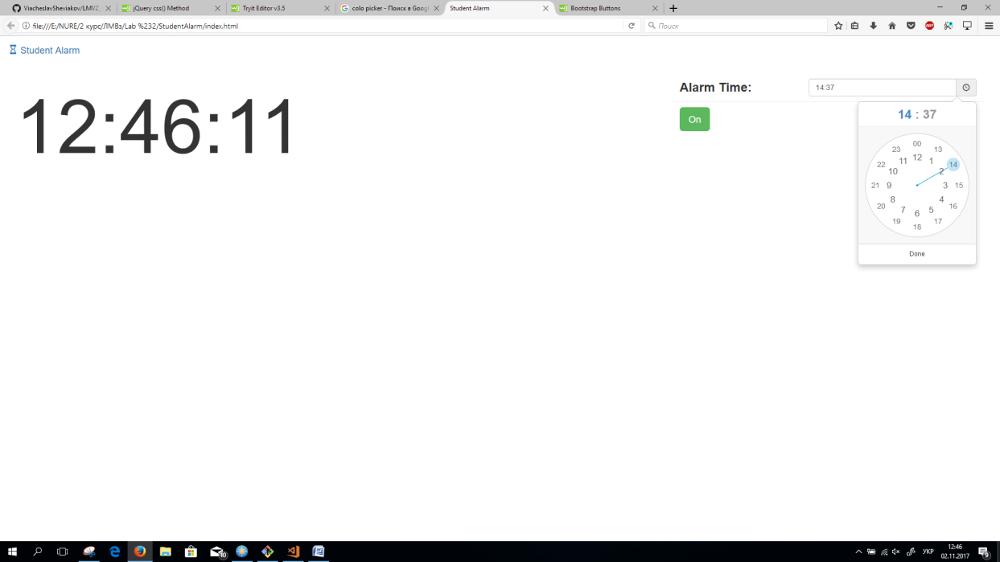 ViacheslavSheviakov/LMVZ_
jQuery css() Method
Tryit Editor v3.5
colo picker - Поиск в Googl
Student Alarm
Bootstrap Buttons
file:///E:/NURE/2 курс/ЛМВз/Lab %232/StudentAlarm/index.html
Поиск
ABP
Student Alarm
12:46:11
Alarm Time:
14:37
On
14 : 37
00
23
13
12
11
1
22
14
10
2
21
9
3
15
8
4
20
16
7
5
6
19
17
18
Done
10
УКР
12:46
02.11.2017
9